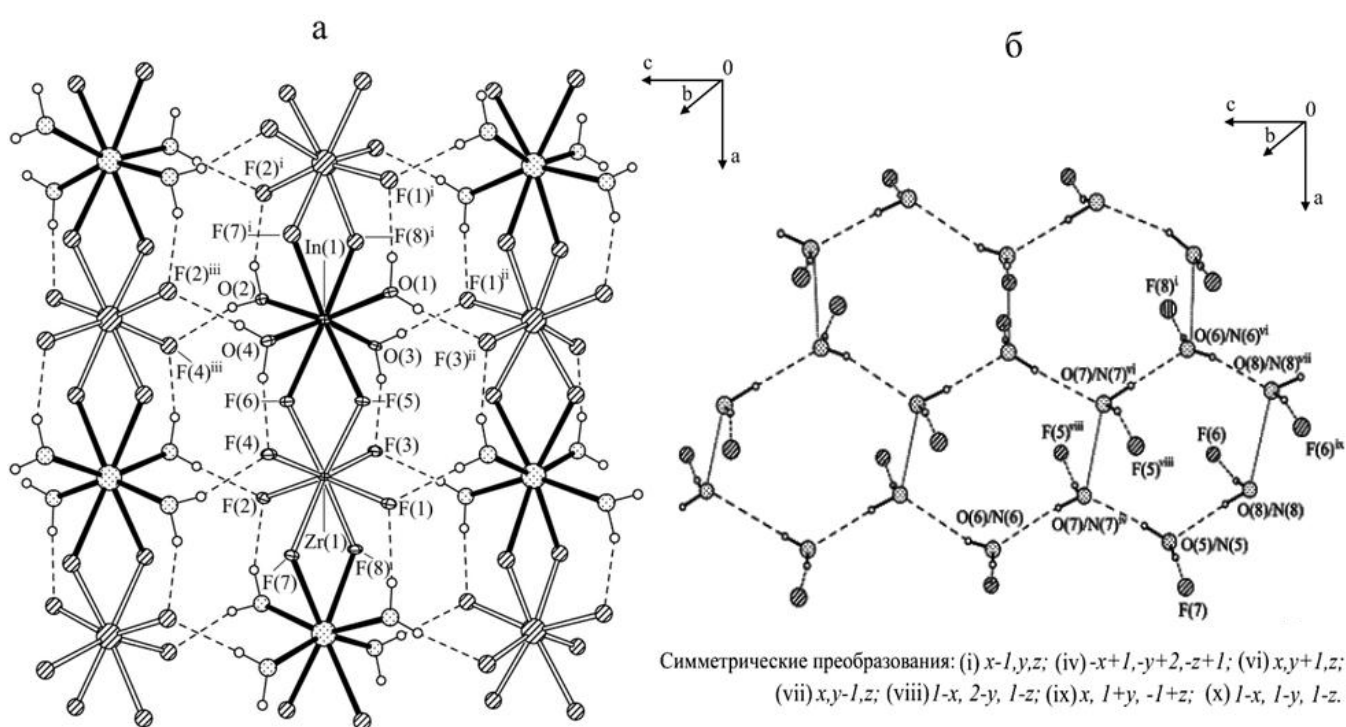 а
б
c
0
b
a
c
0
b
a
F(2)ⁱ
F(1)ⁱ
F(7)ⁱ
In(1)
F(8)ⁱ
F(2)ⁱⁱⁱ
O(2)
O(1)
F(1)ⁱⁱ
O(4)
O(3)
F(3)ⁱⁱ
F(4)ⁱⁱⁱ
F(6)
F(5)
F(4)
F(3)
F(2)
F(1)
Zr(1)
F(7)
F(8)
F(8)ⁱ
O(6)/N(6)ᵛⁱ
O(7)/N(7)ᵛⁱ
O(8)/N(8)ᵛⁱⁱ
F(5)ᵛⁱⁱⁱ
F(5)ᵛⁱⁱⁱ
F(6)
F(6)ⁱˣ
O(6)/N(6)
O(7)/N(7)ⁱᵛ
O(8)/N(8)
O(5)/N(5)
F(7)
Симметрические преобразования: (i) x-1,y,z; (iv) -x+1,-y+2,-z+1; (vi) x,y+1,z;
(vii) x,y-1,z; (viii) 1-x, 2-y, 1-z; (ix) x, 1+y, -1+z; (x) 1-x, 1-y, 1-z.